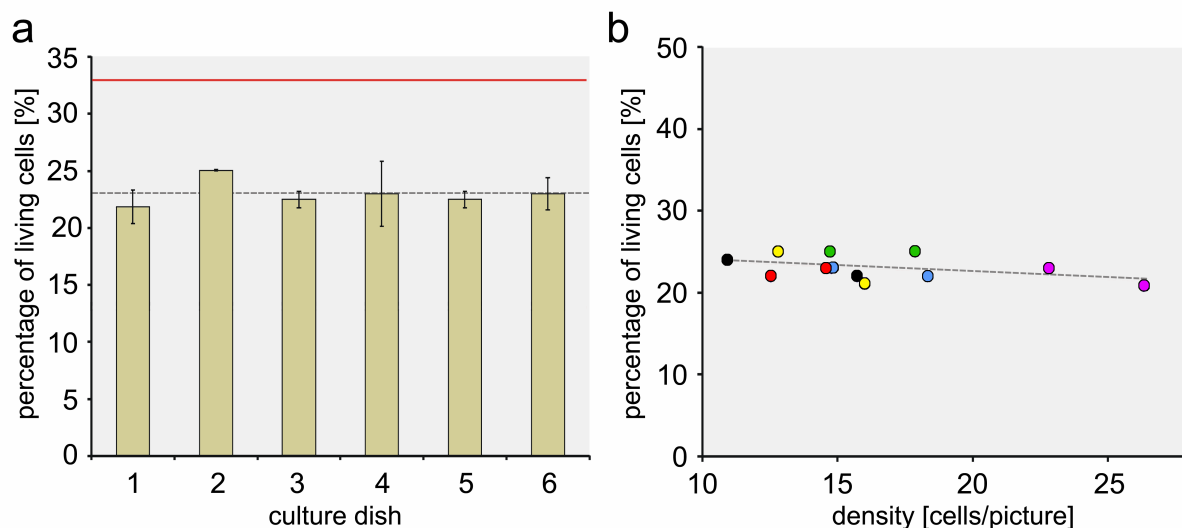 a
percentage of living cells [%]
35
30
25
20
15
10
5
0
1 2 3 4 5 6
culture dish
b
percentage of living cells [%]
50
40
30
20
10
0
10 15 20 25
density [cells/picture]